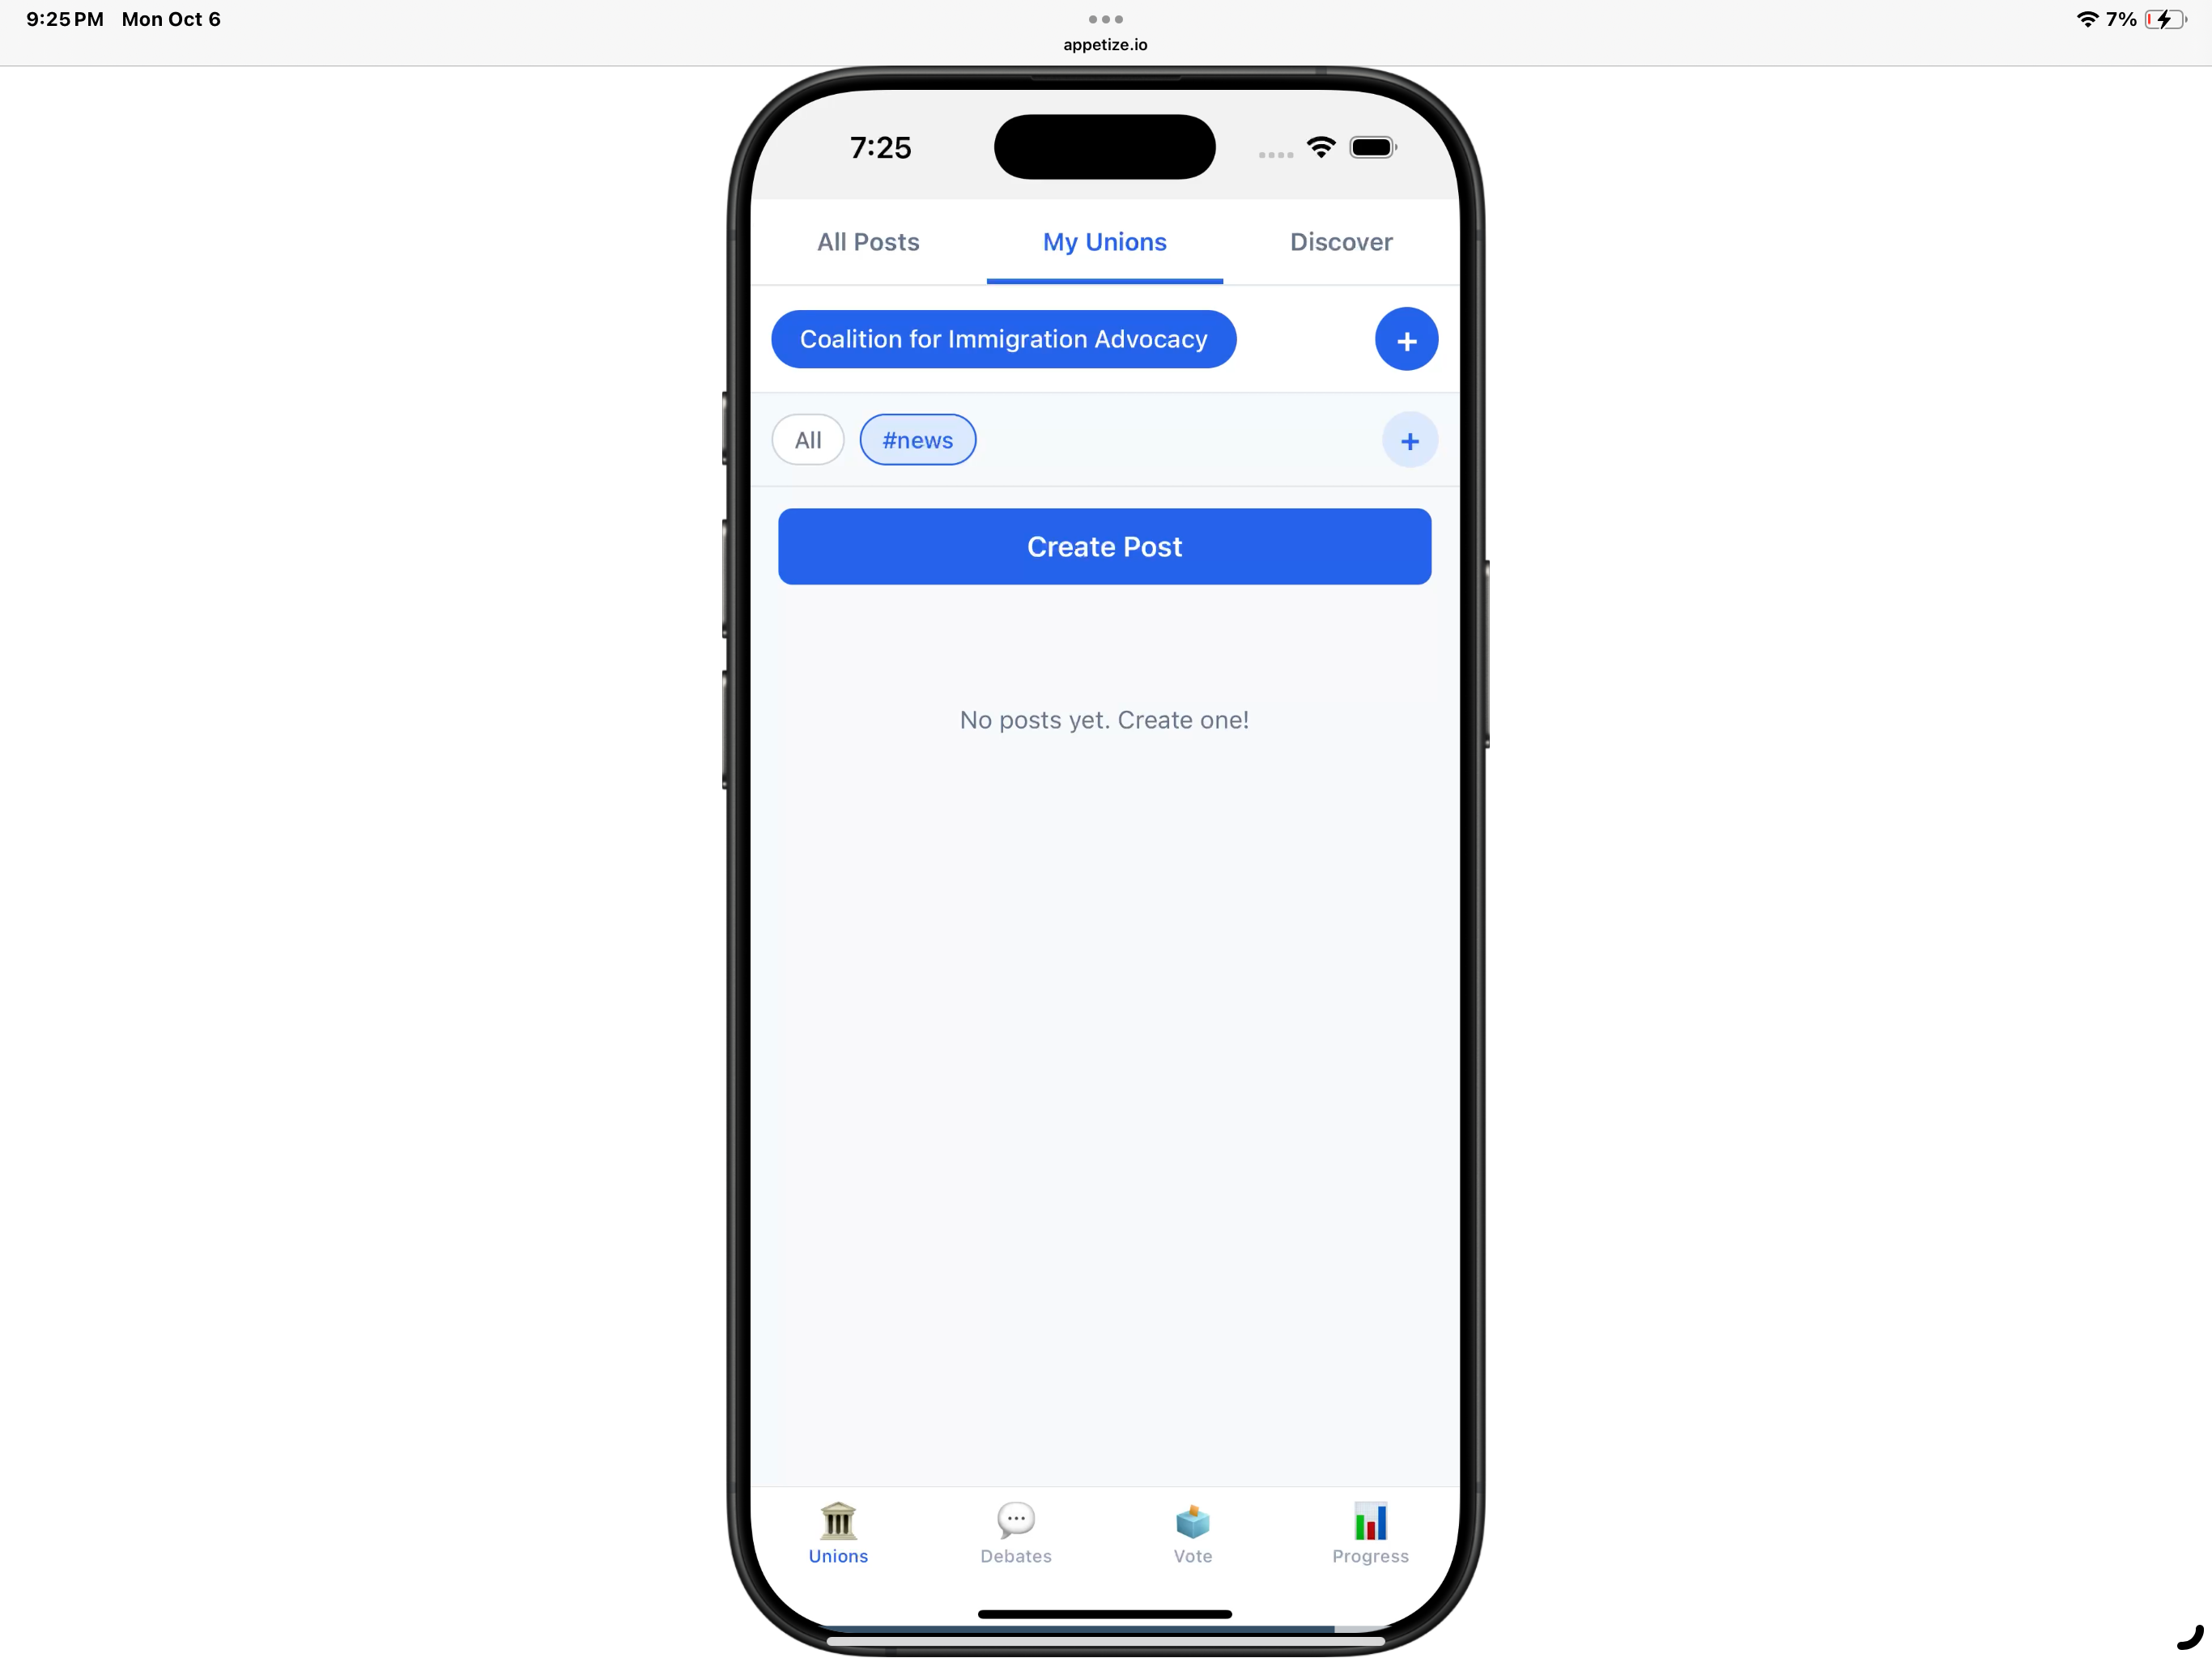 9:25 PM Mon Oct 6
7%
appetize.io
7:25
All Posts My Unions Discover
Coalition for Immigration Advocacy +
All #news +
Create Post
No posts yet. Create one!
Unions Debates Vote Progress